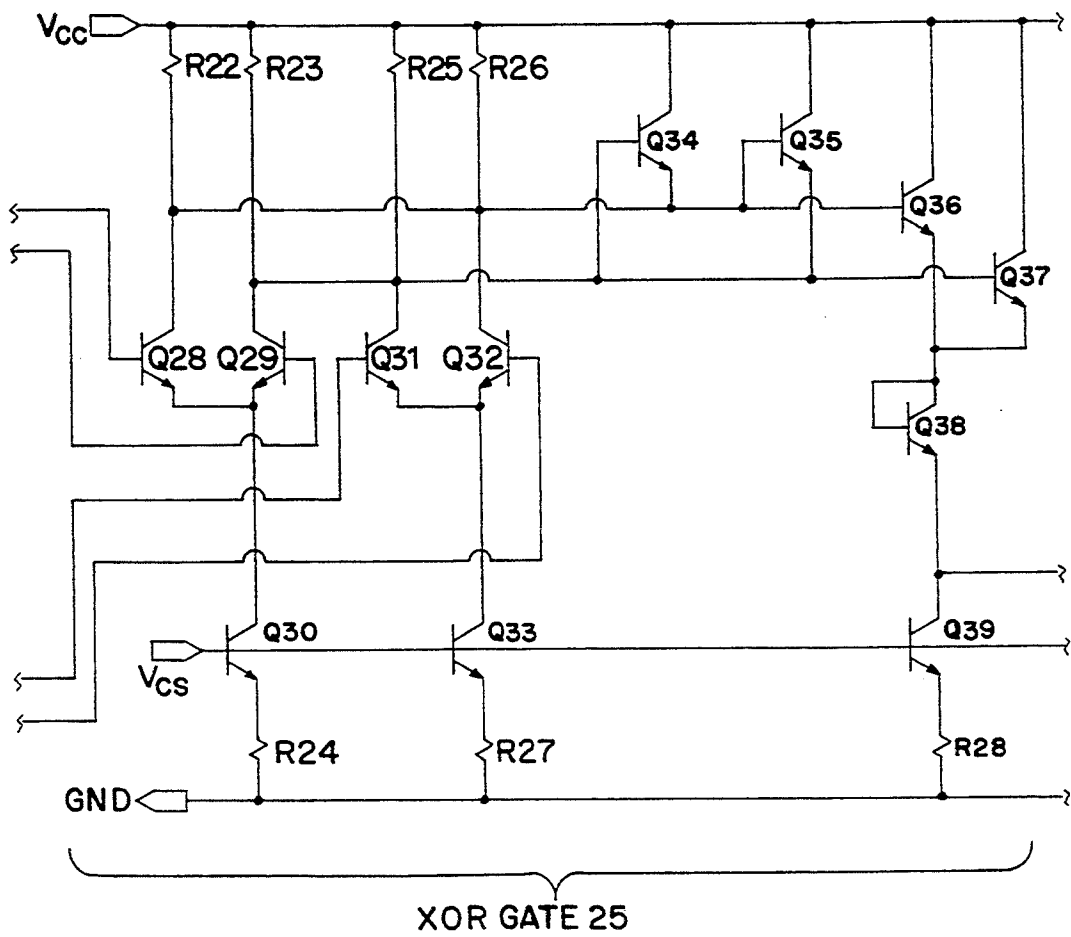 VCC
R22 R23 R25 R26
Q34 Q35
Q36
Q37
Q28 Q29 Q31 Q32
Q38
Q30 Q33 Q39
VCS
R24 R27 R28
GND
XOR GATE 25